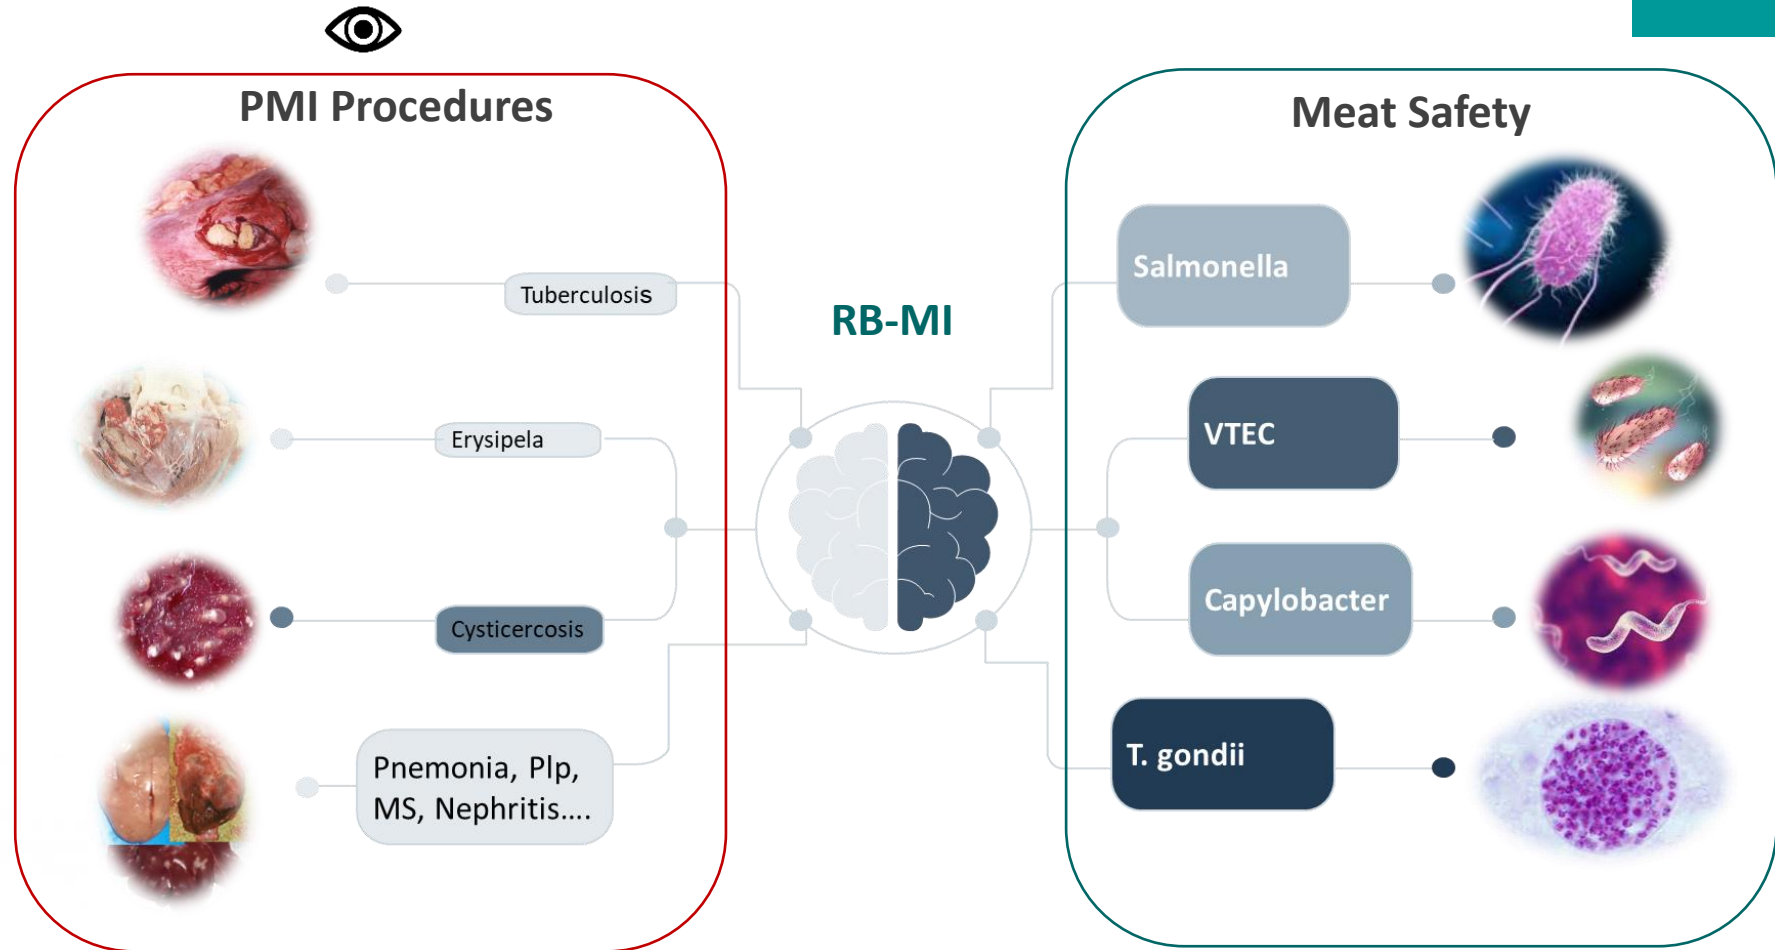 PMI Procedures
Tuberculosis
Erysipela
Cysticercosis
Pnemonia, Plp,
MS, Nephritis....
RB-MI
Meat Safety
Salmonella
VTEC
Capylobacter
T. gondii